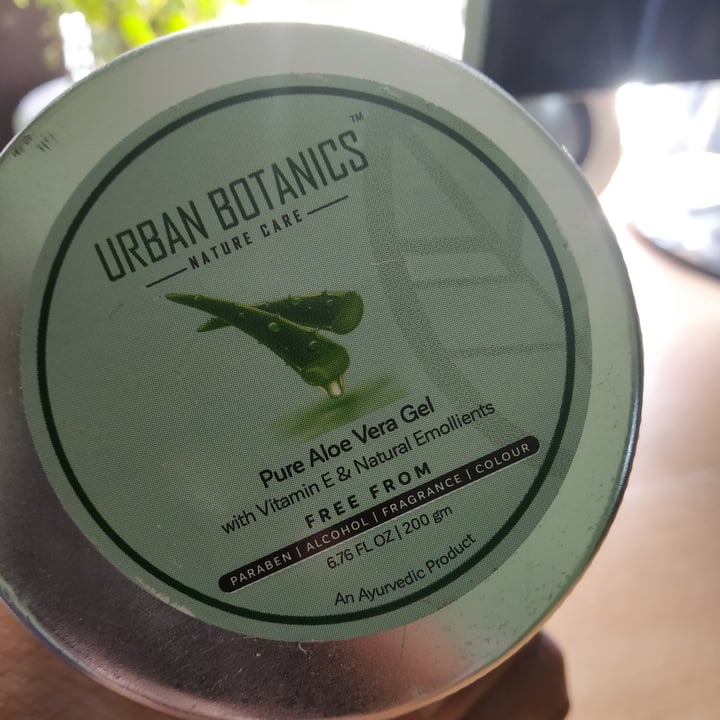 URBAN BOTANICS™
NATURE CARE
Pure Aloe Vera Gel
with Vitamin E & Natural Emollients
FREE FROM
PARABEN | ALCOHOL | FRAGRANCE | COLOUR
6.76 FL OZ | 200 gm
An Ayurvedic Product